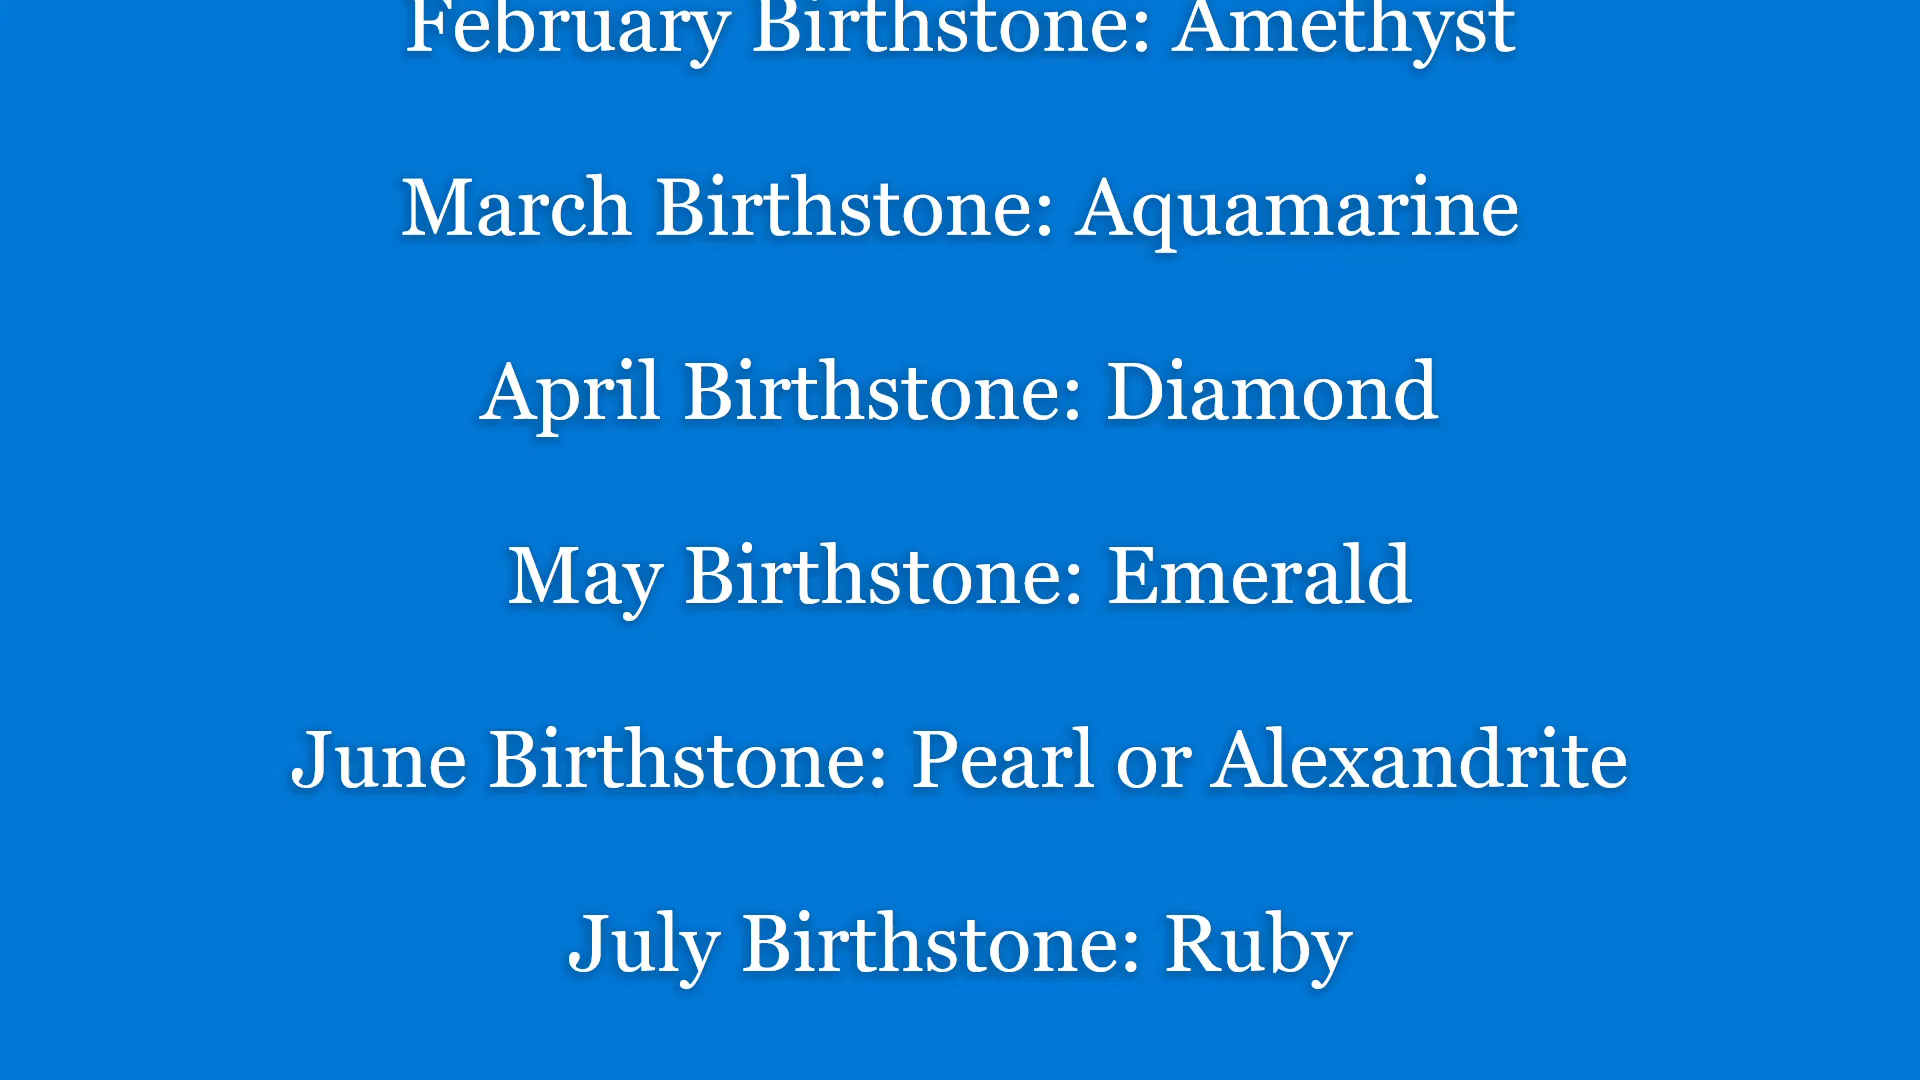 February Birthstone: Amethyst
March Birthstone: Aquamarine
April Birthstone: Diamond
May Birthstone: Emerald
June Birthstone: Pearl or Alexandrite
July Birthstone: Ruby